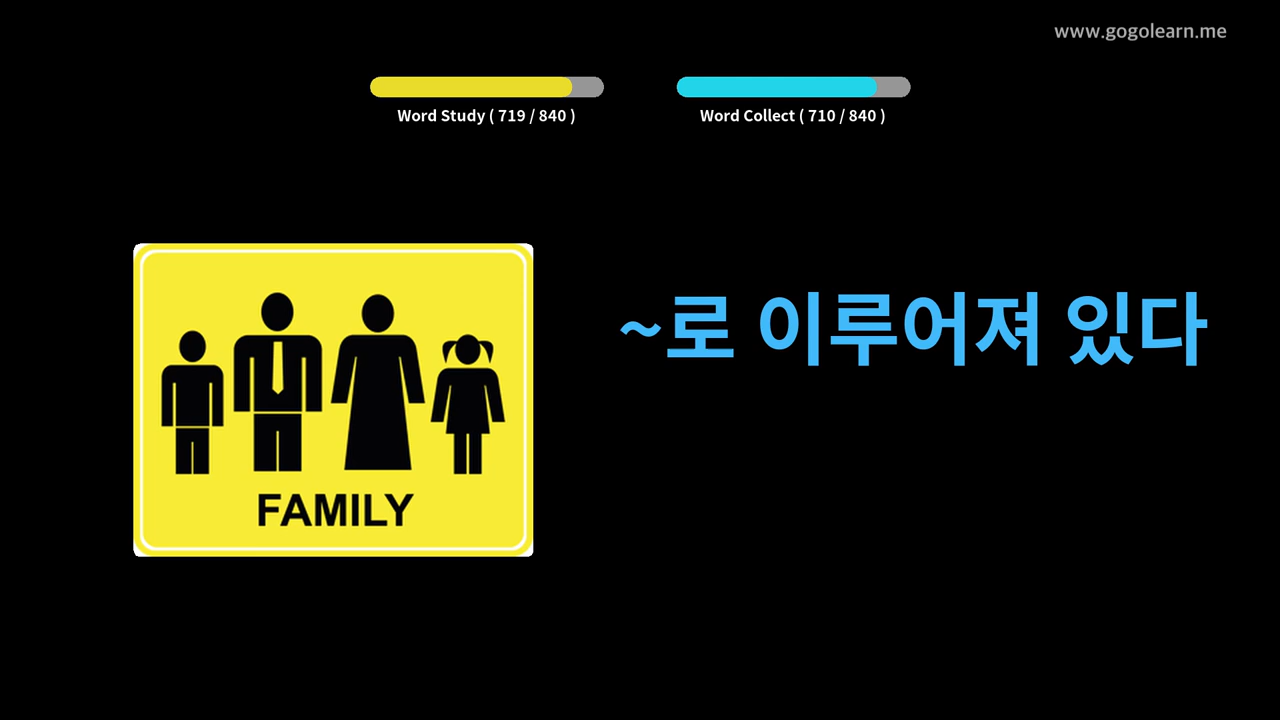 www.gogolearn.me
Word Study ( 719 / 840 )
Word Collect ( 710 / 840 )
~로 이루어져 있다
FAMILY